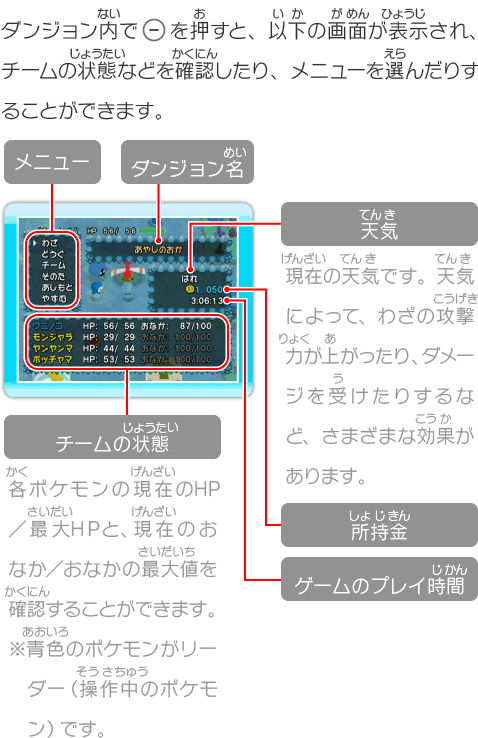 ダンジョン内で⊖を押すと、以下の画面が表示され、
チームの状態などを確認したり、メニューを選んだりす
ることができます。
メニュー
ダンジョン名
わざ
どうぐ
チーム
そのた
あしもと
やすむ
HP 56/ 56
あやしのおか
はれ
1,050
3:06:13
ワニノコ HP: 56/ 56 おなか: 87/100
モンジャラ HP: 29/ 29 おなか: 100/100
ヤンヤンマ HP: 44/ 44 おなか: 100/100
ポッチャマ HP: 53/ 53 おなか: 100/100
天気
現在の天気です。天気
によって、わざの攻撃
力が上がったり、ダメー
ジを受けたりするな
ど、さまざまな効果が
あります。
所持金
ゲームのプレイ時間
チームの状態
各ポケモンの現在のHP
／最大HPと、現在のお
なか／おなかの最大値を
確認することができます。
※青色のポケモンがリー
ダー（操作中のポケモ
ン）です。